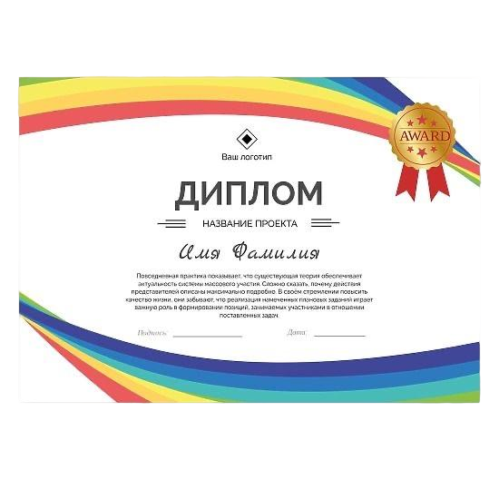 AWARD
Ваш логотип
ДИПЛОМ
НАЗВАНИЕ ПРОЕКТА
Имя Фамилия
Повседневная практика показывает, что существующая теория обеспечивает
актуальность системы массового участия. Сложно сказать, почему действия
представителей описаны максимально подробно. В своём стремлении повысить
качество жизни, они забывают, что реализация намеченных плановых заданий играет
важную роль в формировании позиций, занимаемых участниками в отношении
поставленных задач.
Подпись: Дата: